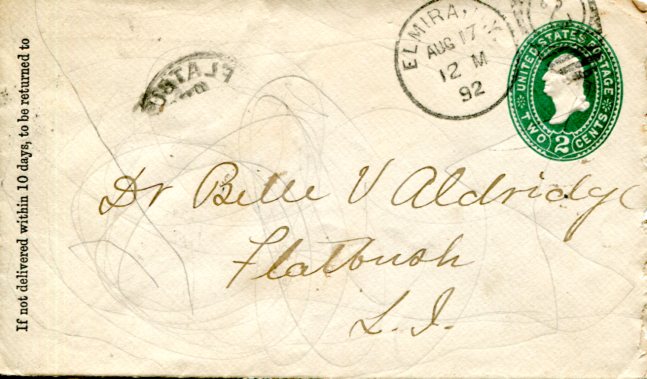 If not delivered within 10 days, to be returned to
ELMIRA, N.Y.
AUG 17
12 M
92
UNITED STATES POSTAGE
TWO 2 CENTS
Dr Belle V Aldridge
Flatbush
L.I.